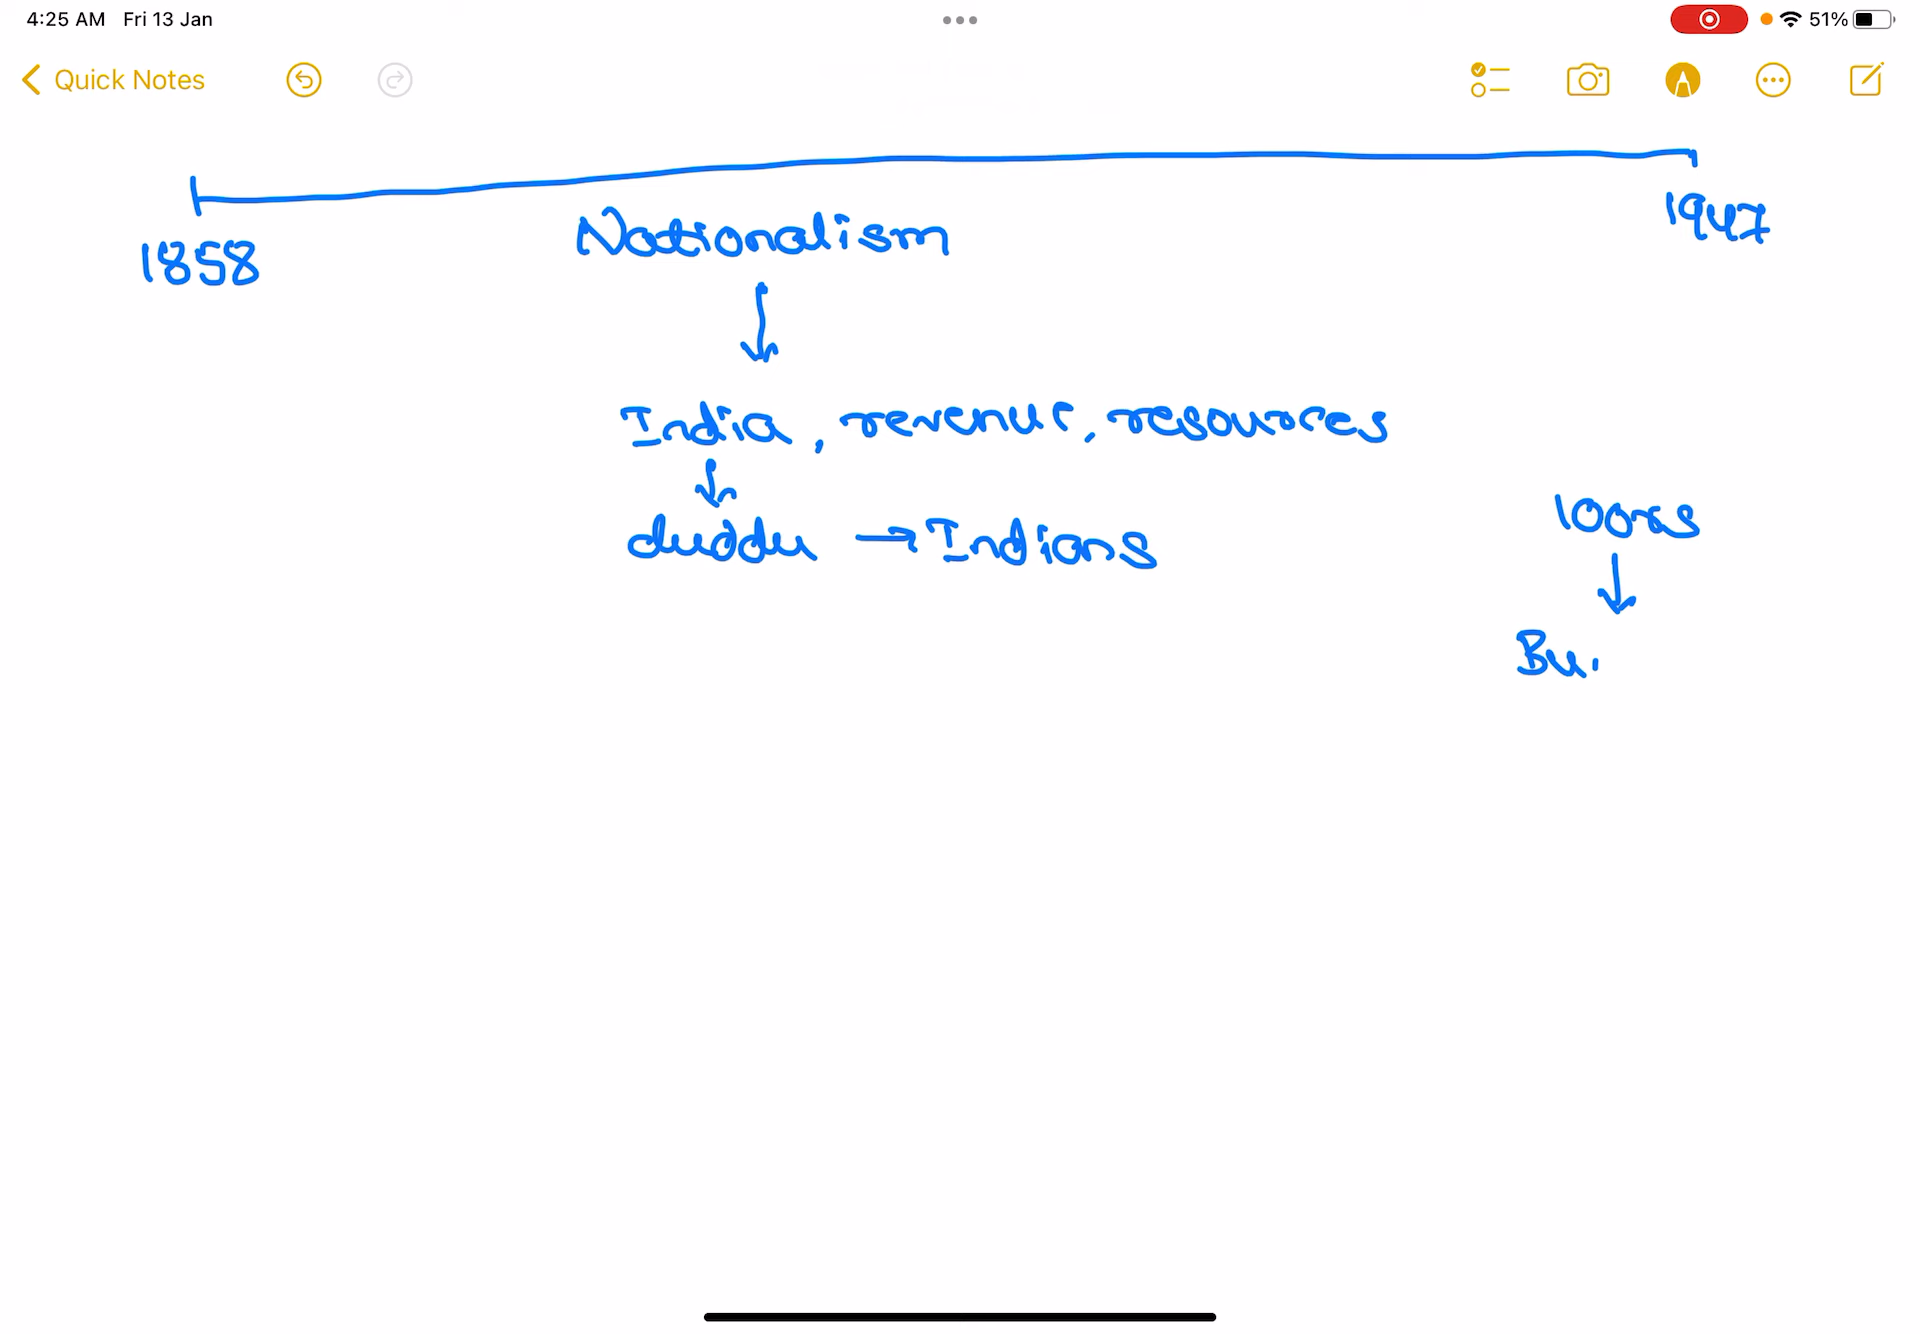 4:25 AM Fri 13 Jan
51%
Quick Notes
1858
1947
Nationalism
India, revenue, resources
duddu → Indians
100rs
Bu.